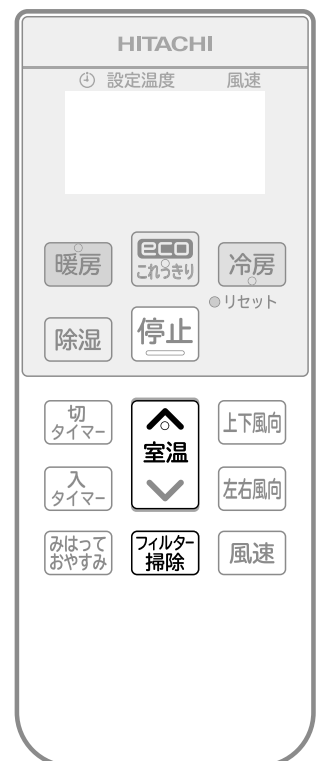 HITACHI
設定温度 風速
暖房
eco
これっきり
冷房
リセット
除湿
停止
切
タイマー
室温
上下風向
入
タイマー
左右風向
みはって
おやすみ
フィルター
掃除
風速